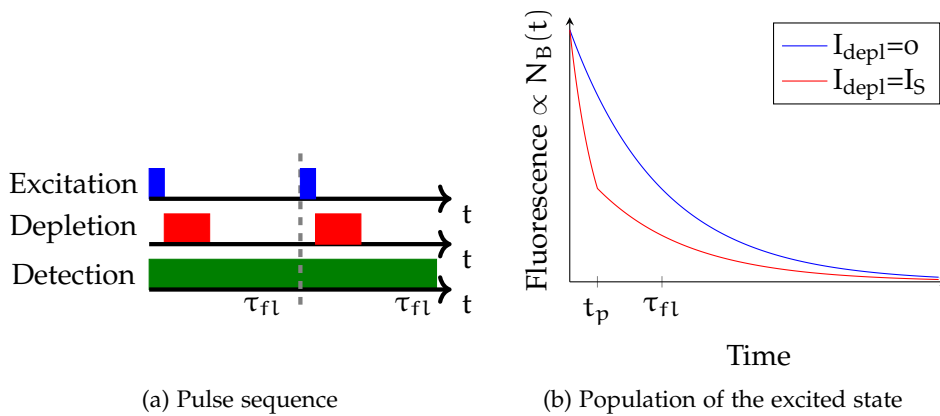 Excitation
t
Depletion
t
Detection
τfl
τfl
t
(a) Pulse sequence
Fluorescence ∝ NB(t)
Idepl=0
Idepl=IS
tp
τfl
Time
(b) Population of the excited state